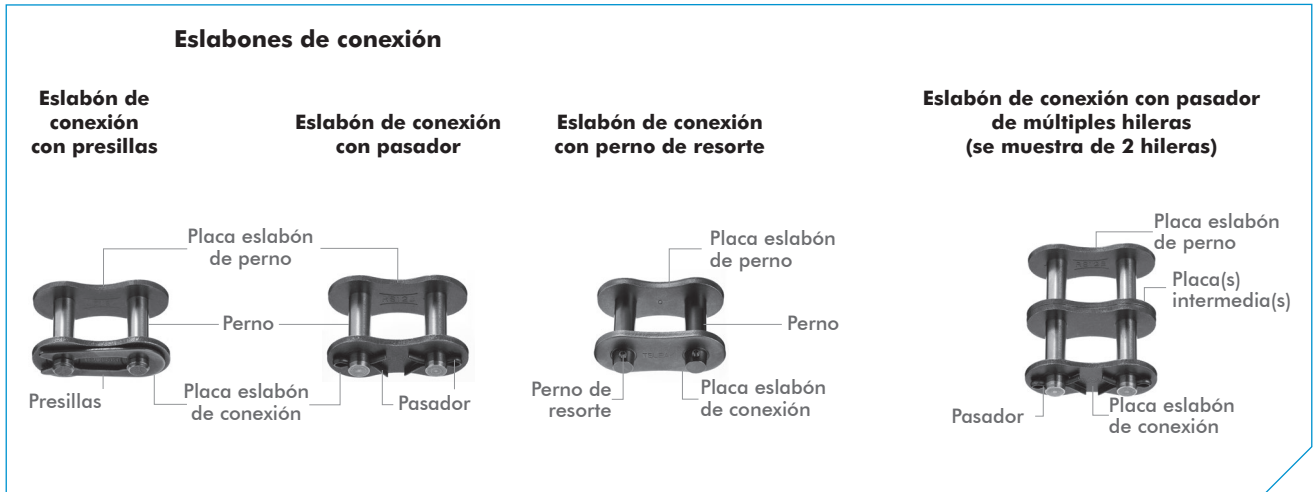 Eslabones de conexión
Eslabón de
conexión
con presillas
Eslabón de conexión
con pasador
Eslabón de conexión
con perno de resorte
Eslabón de conexión con pasador
de múltiples hileras
(se muestra de 2 hileras)
Placa eslabón
de perno
Perno
Presillas
Placa eslabón
de conexión
Pasador
Placa eslabón
de perno
Perno
Perno de
resorte
Placa eslabón
de conexión
Placa eslabón
de perno
Placa(s)
intermedia(s)
Pasador
Placa eslabón
de conexión